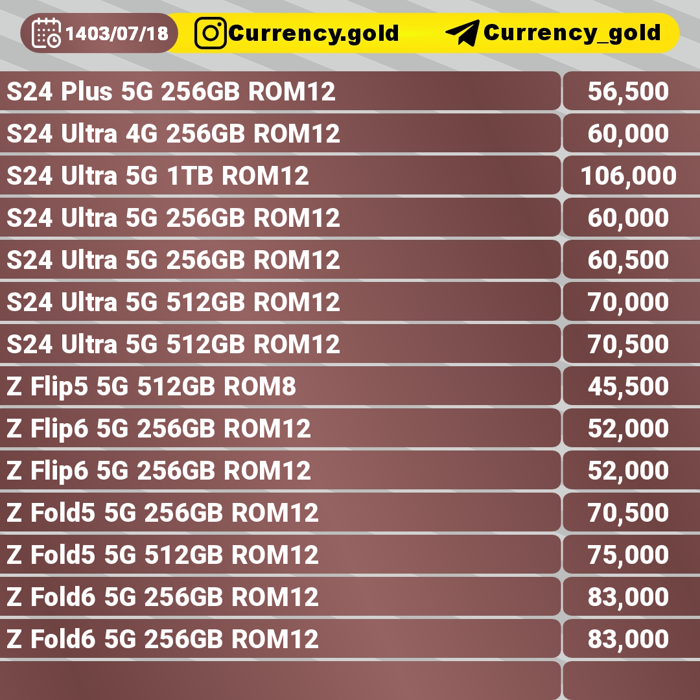 1403/07/18 Currency.gold Currency_gold
S24 Plus 5G 256GB ROM12 56,500
S24 Ultra 4G 256GB ROM12 60,000
S24 Ultra 5G 1TB ROM12 106,000
S24 Ultra 5G 256GB ROM12 60,000
S24 Ultra 5G 256GB ROM12 60,500
S24 Ultra 5G 512GB ROM12 70,000
S24 Ultra 5G 512GB ROM12 70,500
Z Flip5 5G 512GB ROM8 45,500
Z Flip6 5G 256GB ROM12 52,000
Z Flip6 5G 256GB ROM12 52,000
Z Fold5 5G 256GB ROM12 70,500
Z Fold5 5G 512GB ROM12 75,000
Z Fold6 5G 256GB ROM12 83,000
Z Fold6 5G 256GB ROM12 83,000